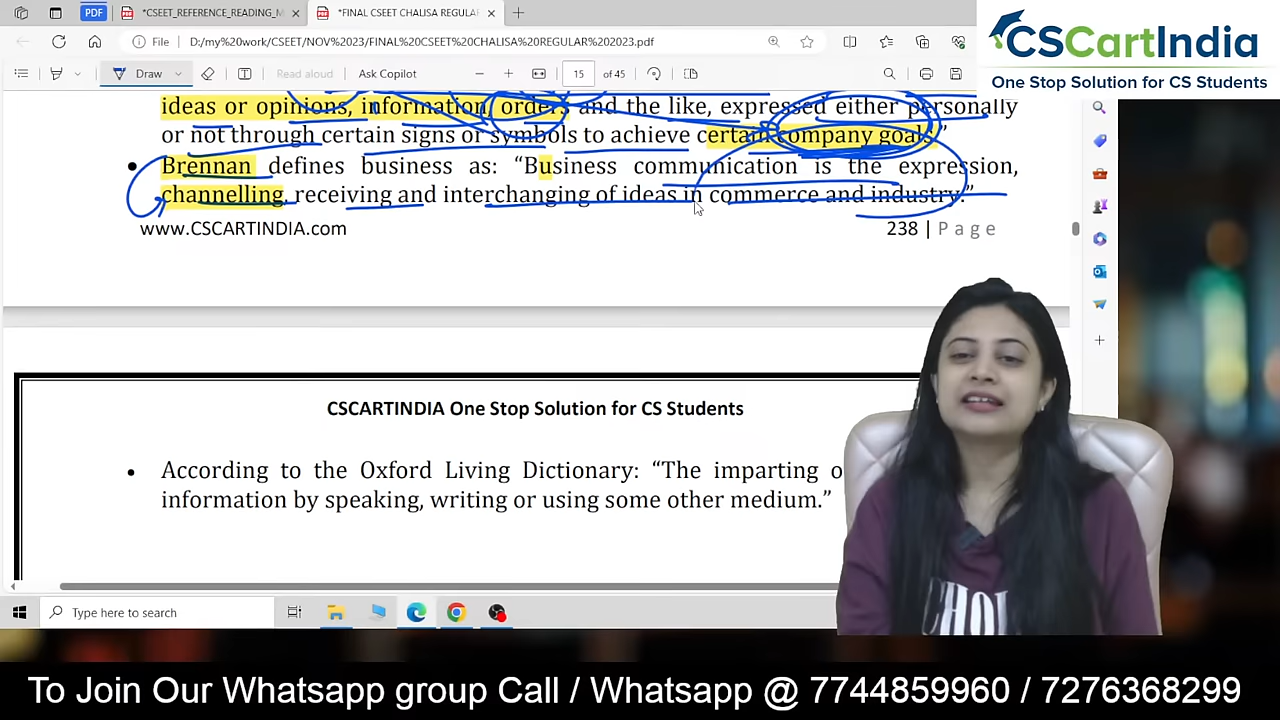 *CSEET_REFERENCE_READING_M
*FINAL CSEET CHALISA REGULAR
PDF
File
D:/my%20work/CSEET/NOV%202023/FINAL%20CSEET%20CHALISA%20REGULAR%202023.pdf
CSCartIndia
One Stop Solution for CS Students
Draw
Read aloud
Ask Copilot
15
of 45
ideas or opinions, information, orders and the like, expressed either personally
or not through certain signs or symbols to achieve certain company goals."
• Brennan defines business as: “Business communication is the expression,
channelling, receiving and interchanging of ideas in commerce and industry.”
www.CSCARTINDIA.com
238 | Page
CSCARTINDIA One Stop Solution for CS Students
• According to the Oxford Living Dictionary: “The imparting o
information by speaking, writing or using some other medium.”
Type here to search
To Join Our Whatsapp group Call / Whatsapp @ 7744859960 / 7276368299